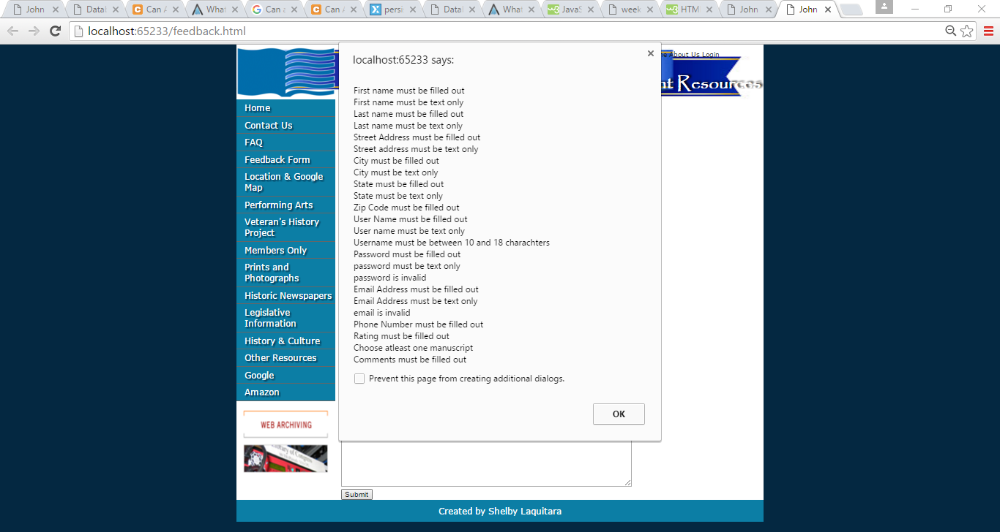 John
Datal
Can A
What
Can a
Can A
persi
Datal
What
JavaS
week
HTM
John
John
localhost:65233/feedback.html
localhost:65233 says:
About Us Login
nt Resources
First name must be filled out
First name must be text only
Last name must be filled out
Last name must be text only
Street Address must be filled out
Street address must be text only
City must be filled out
City must be text only
State must be filled out
State must be text only
Zip Code must be filled out
User Name must be filled out
User name must be text only
Username must be between 10 and 18 charachters
Password must be filled out
password must be text only
password is invalid
Email Address must be filled out
Email Address must be text only
email is invalid
Phone Number must be filled out
Rating must be filled out
Choose atleast one manuscript
Comments must be filled out
Prevent this page from creating additional dialogs.
OK
Home
Contact Us
FAQ
Feedback Form
Location & Google
Map
Performing Arts
Veteran's History
Project
Members Only
Prints and
Photographs
Historic Newspapers
Legislative
Information
History & Culture
Other Resources
Google
Amazon
WEB ARCHIVING
Submit
Created by Shelby Laquitara